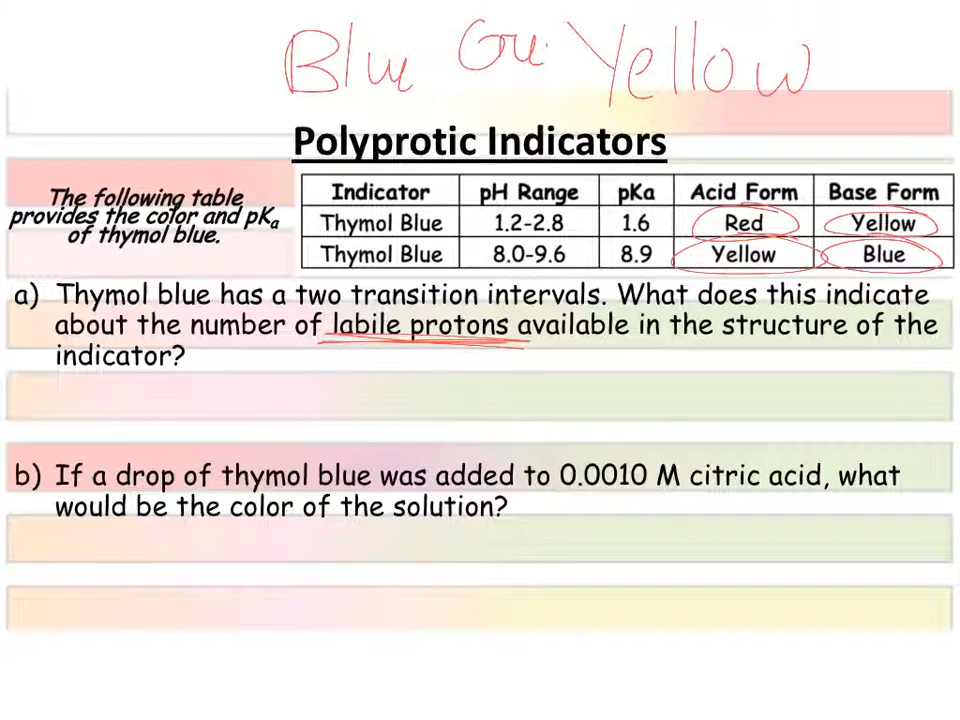 Blue Gre Yellow
Polyprotic Indicators
The following table
provides the color and pKa
of thymol blue.
Indicator pH Range pKa Acid Form Base Form
Thymol Blue 1.2-2.8 1.6 Red Yellow
Thymol Blue 8.0-9.6 8.9 Yellow Blue
a) Thymol blue has a two transition intervals. What does this indicate
about the number of labile protons available in the structure of the
indicator?
b) If a drop of thymol blue was added to 0.0010 M citric acid, what
would be the color of the solution?